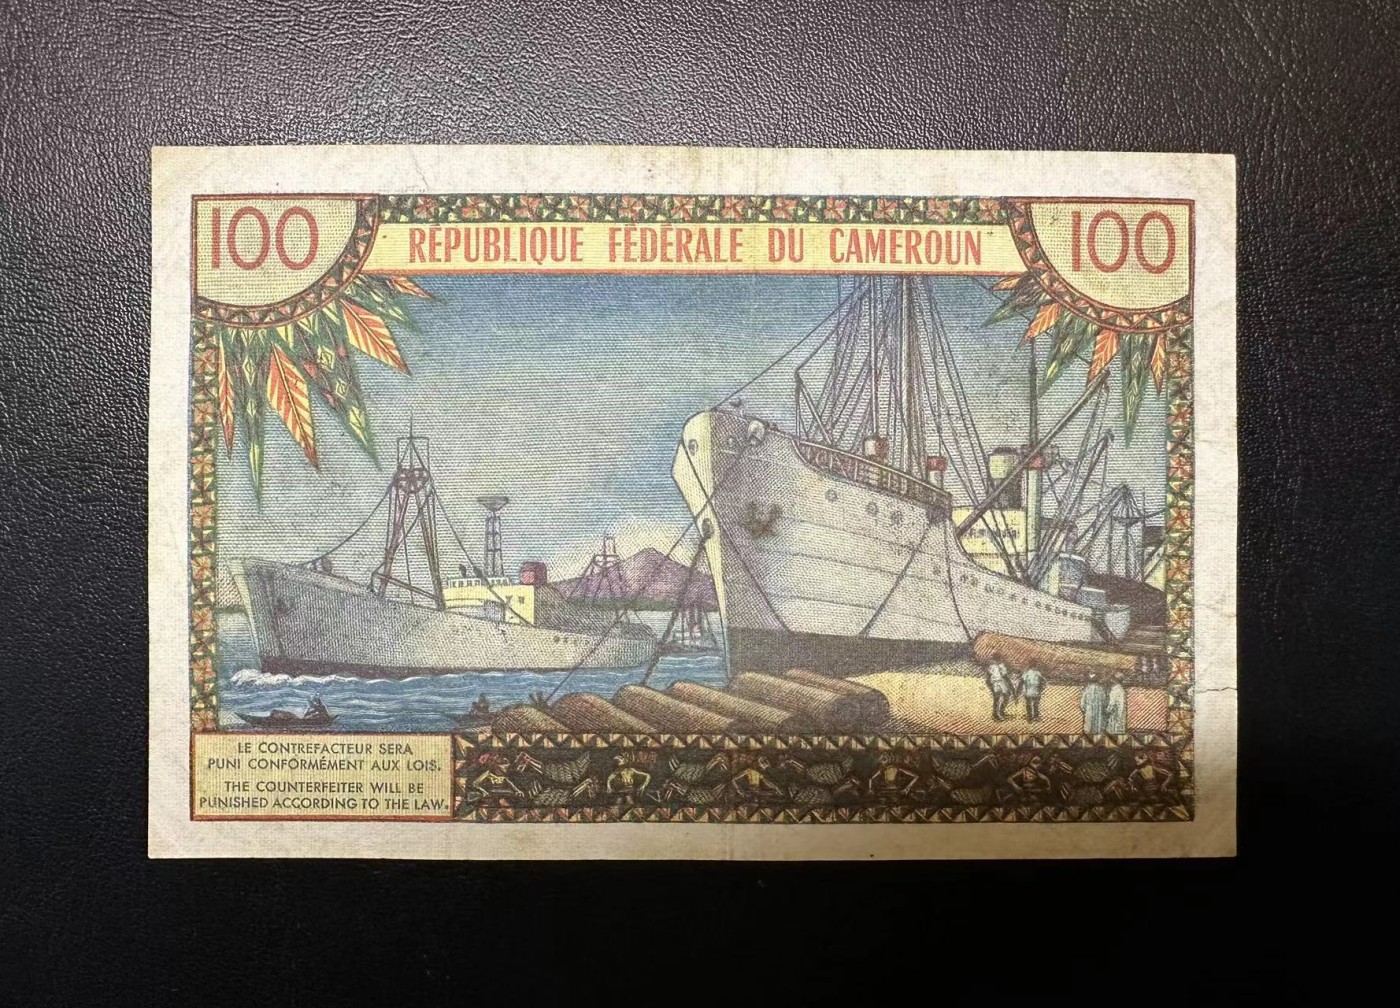 100
RÉPUBLIQUE FÉDÉRALE DU CAMEROUN
100
LE CONTREFACTEUR SERA
PUNI CONFORMÉMENT AUX LOIS.
THE COUNTERFEITER WILL BE
PUNISHED ACCORDING TO THE LAW.